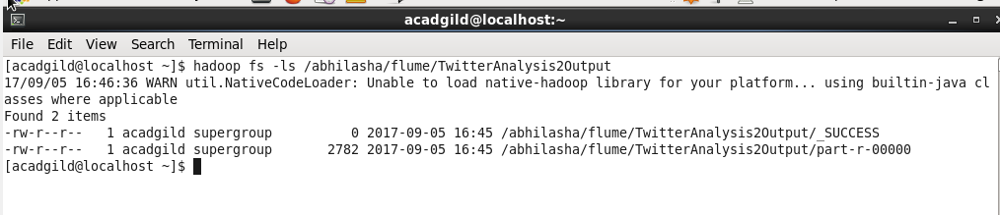 acadgild@localhost:~
File Edit View Search Terminal Help
[acadgild@localhost ~]$ hadoop fs -ls /abhilasha/flume/TwitterAnalysis2Output
17/09/05 16:46:36 WARN util.NativeCodeLoader: Unable to load native-hadoop library for your platform... using builtin-java cl
asses where applicable
Found 2 items
-rw-r--r--   1 acadgild supergroup          0 2017-09-05 16:45 /abhilasha/flume/TwitterAnalysis2Output/_SUCCESS
-rw-r--r--   1 acadgild supergroup       2782 2017-09-05 16:45 /abhilasha/flume/TwitterAnalysis2Output/part-r-00000
[acadgild@localhost ~]$